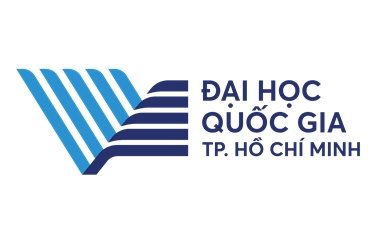 ĐẠI HỌC
QUỐC GIA
TP. HỒ CHÍ MINH